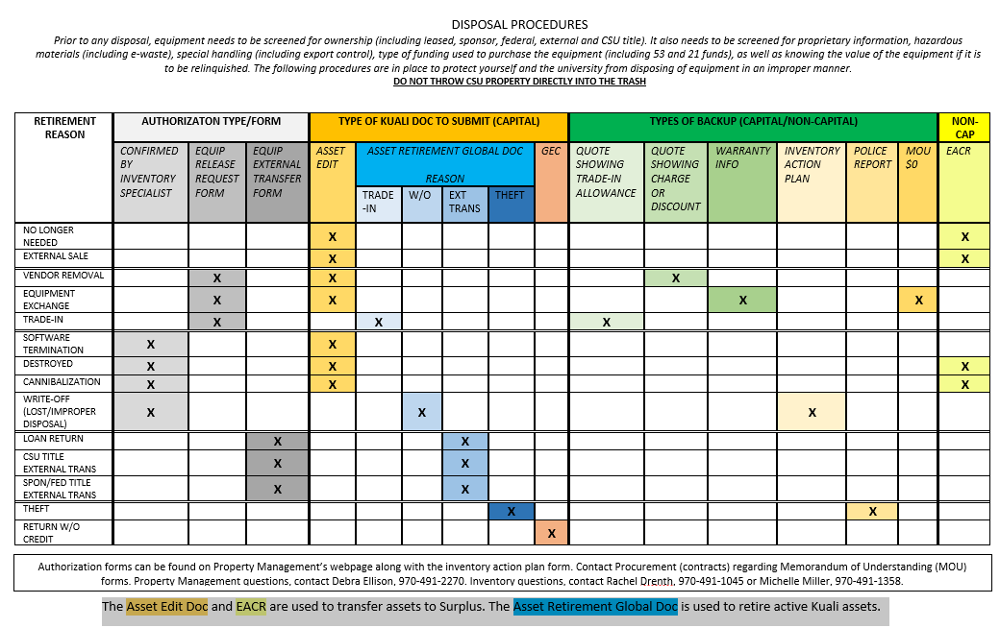 DISPOSAL PROCEDURES
Prior to any disposal, equipment needs to be screened for ownership (including leased, sponsor, federal, external and CSU title). It also needs to be screened for proprietary information, hazardous
materials (including e-waste), special handling (including export control), type of funding used to purchase the equipment (including 53 and 21 funds), as well as knowing the value of the equipment if it is
to be relinquished. The following procedures are in place to protect yourself and the university from disposing of equipment in an improper manner.
DO NOT THROW CSU PROPERTY DIRECTLY INTO THE TRASH
RETIREMENT
REASON
AUTHORIZATON TYPE/FORM
TYPE OF KUALI DOC TO SUBMIT (CAPITAL)
TYPES OF BACKUP (CAPITAL/NON-CAPITAL)
NON-
CAP
CONFIRMED
BY
INVENTORY
SPECIALIST
EQUIP
RELEASE
REQUEST
FORM
EQUIP
EXTERNAL
TRANSFER
FORM
ASSET
EDIT
ASSET RETIREMENT GLOBAL DOC
REASON
TRADE
-IN
W/O
EXT
TRANS
THEFT
GEC
QUOTE
SHOWING
TRADE-IN
ALLOWANCE
QUOTE
SHOWING
CHARGE
OR
DISCOUNT
WARRANTY
INFO
INVENTORY
ACTION
PLAN
POLICE
REPORT
MOU
$0
EACR
NO LONGER
NEEDED
X X
EXTERNAL SALE X X
VENDOR REMOVAL X X X
EQUIPMENT
EXCHANGE
X X X X
TRADE-IN X X X
SOFTWARE
TERMINATION
X X
DESTROYED X X X
CANNIBALIZATION X X X
WRITE-OFF
(LOST/IMPROPER
DISPOSAL)
X X X
LOAN RETURN X X
CSU TITLE
EXTERNAL TRANS
X X
SPON/FED TITLE
EXTERNAL TRANS
X X
THEFT X X
RETURN W/O
CREDIT
X
Authorization forms can be found on Property Management's webpage along with the inventory action plan form. Contact Procurement (contracts) regarding Memorandum of Understanding (MOU)
forms. Property Management questions, contact Debra Ellison, 970-491-2270. Inventory questions, contact Rachel Drenth, 970-491-1045 or Michelle Miller, 970-491-1358.
The Asset Edit Doc and EACR are used to transfer assets to Surplus. The Asset Retirement Global Doc is used to retire active Kuali assets.